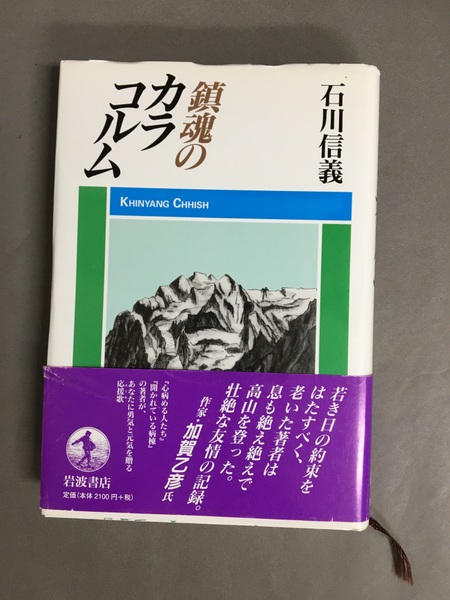 石川信義
鎮魂の
カラ
コルム
KHINYANG CHHISH
若き日の約束を
はたすべく、
老いた著者は
息も絶え絶えで
高山を登った。
壮絶な友情の記録。
作家・加賀乙彦氏
『心病める人たち』
『開かれている病棟』
の著者が、
あなたに勇気と元気を贈る
応援歌
岩波書店
定価(本体2100円+税)